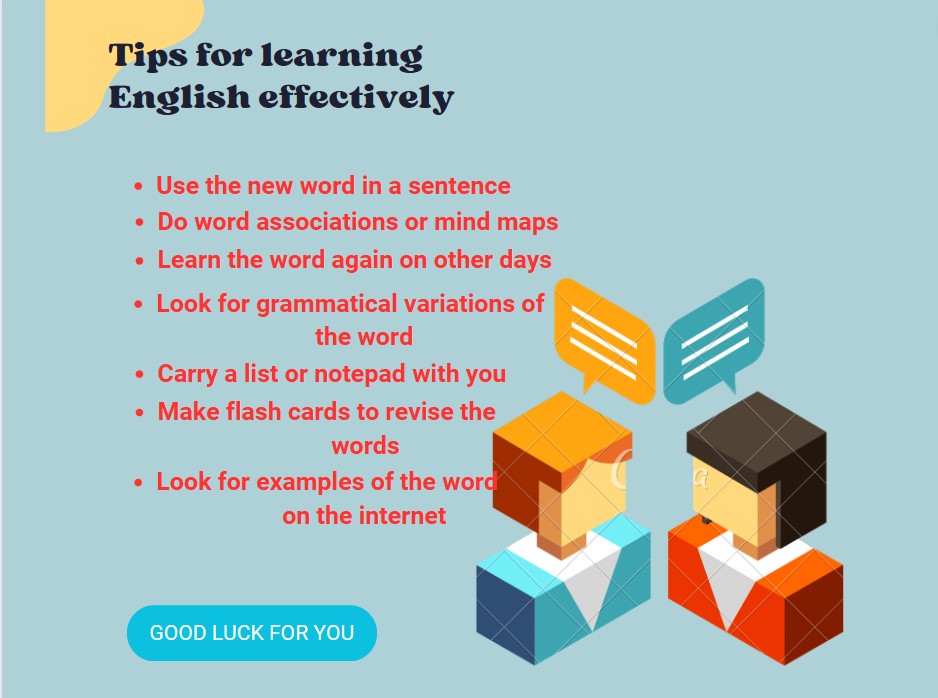 Tips for learning
English effectively
• Use the new word in a sentence
• Do word associations or mind maps
• Learn the word again on other days
• Look for grammatical variations of
the word
• Carry a list or notepad with you
• Make flash cards to revise the
words
• Look for examples of the word
on the internet
GOOD LUCK FOR YOU